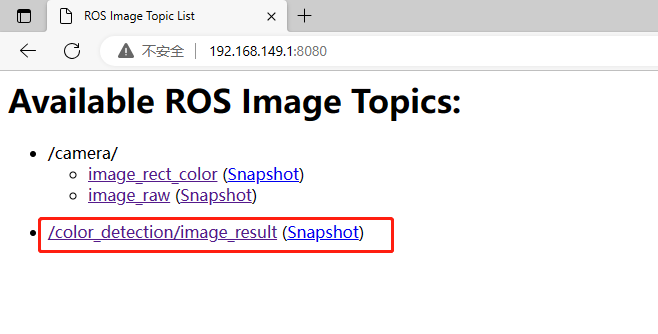 ROS Image Topic List
不安全 192.168.149.1:8080
Available ROS Image Topics:
/camera/
image_rect_color (Snapshot)
image_raw (Snapshot)
/color_detection/image_result (Snapshot)